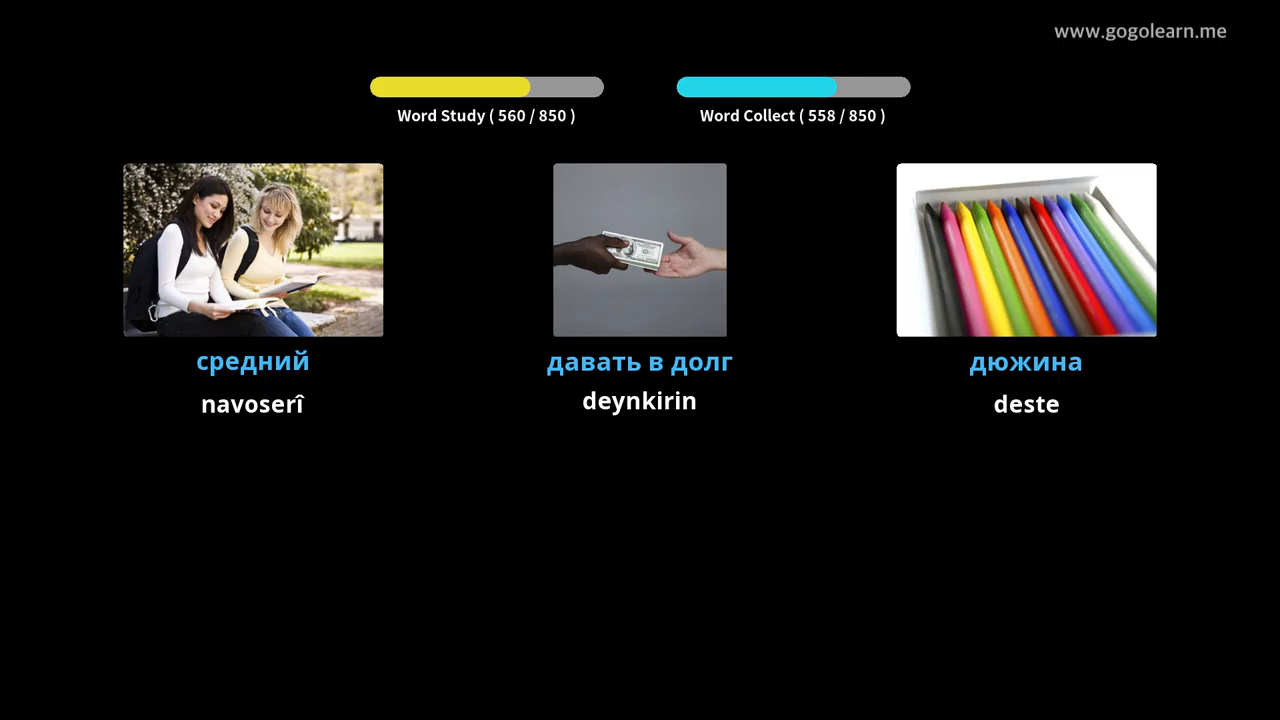 www.gogolearn.me
Word Study ( 560 / 850 )
Word Collect ( 558 / 850 )
средний
давать в долг
дюжина
navoserî
deynkirin
deste